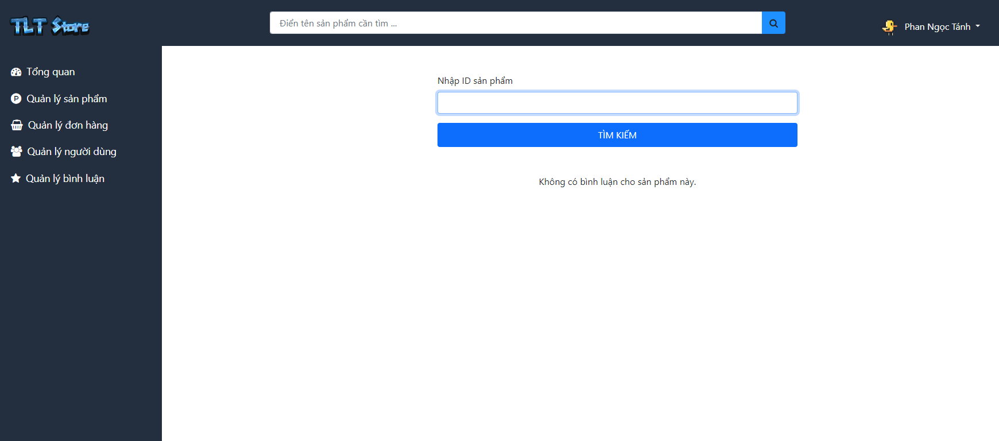 TLT Store
Điền tên sản phẩm cần tìm ...
Phan Ngọc Tánh
Tổng quan
Quản lý sản phẩm
Quản lý đơn hàng
Quản lý người dùng
Quản lý bình luận
Nhập ID sản phẩm
TÌM KIẾM
Không có bình luận cho sản phẩm này.